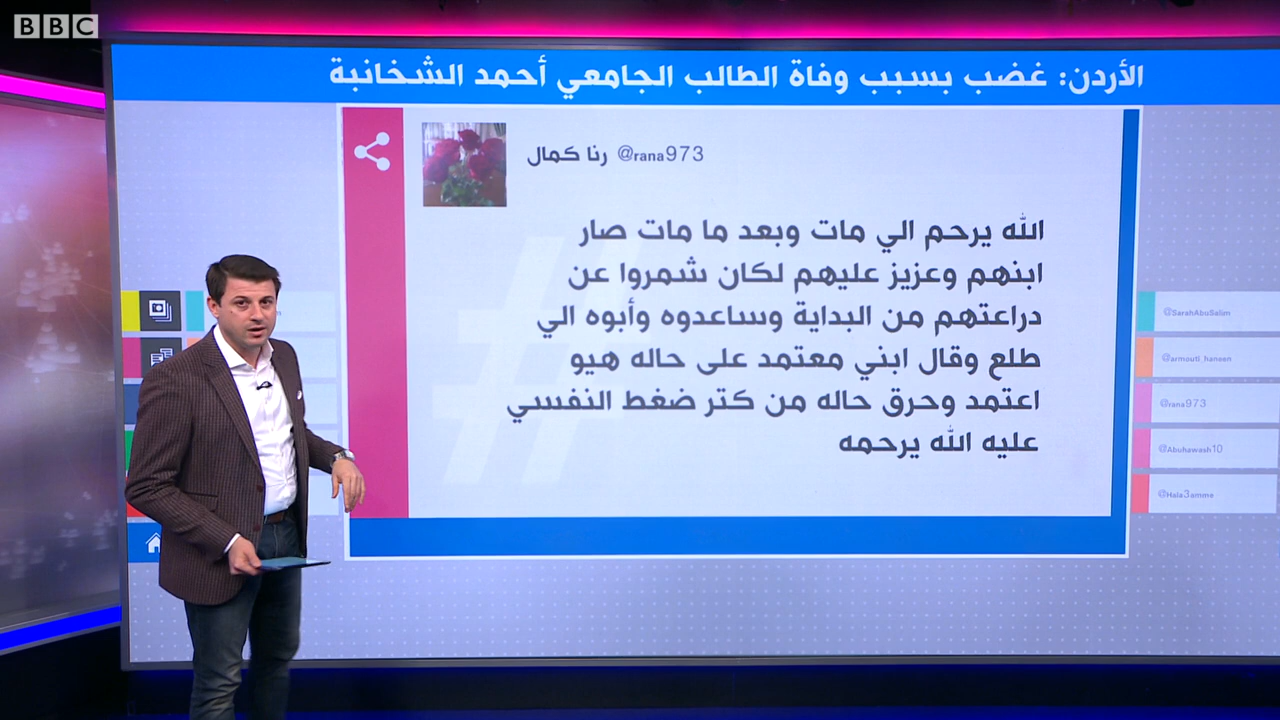 BBC
الأردن: غضب بسبب وفاة الطالب الجامعي أحمد الشخانبة
رنا كمال @rana973
الله يرحم الي مات وبعد ما مات صار
ابنهم وعزيز عليهم لكان شمروا عن
دراعتهم من البداية وساعدوه وأبوه الي
طلع وقال ابني معتمد على حاله هيو
اعتمد وحرق حاله من كتر ضغط النفسي
عليه الله يرحمه
@SarahAbuSalim
@armouti_haneen
@rana973
@Abuhawash10
@Hala3amme